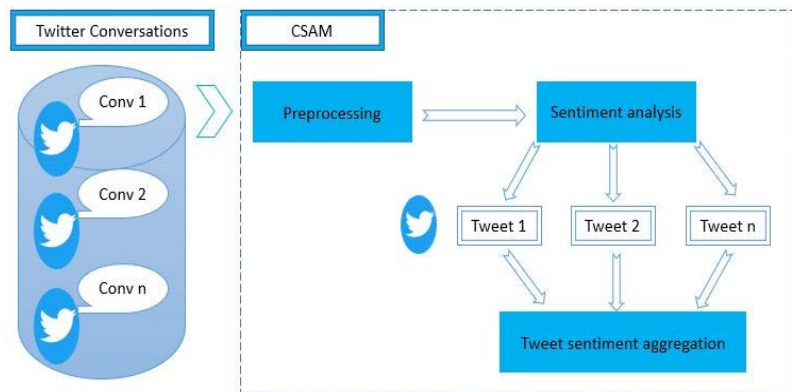 Twitter Conversations
CSAM
Conv 1
Conv 2
Conv n
Preprocessing
Sentiment analysis
Tweet 1
Tweet 2
Tweet n
Tweet sentiment aggregation